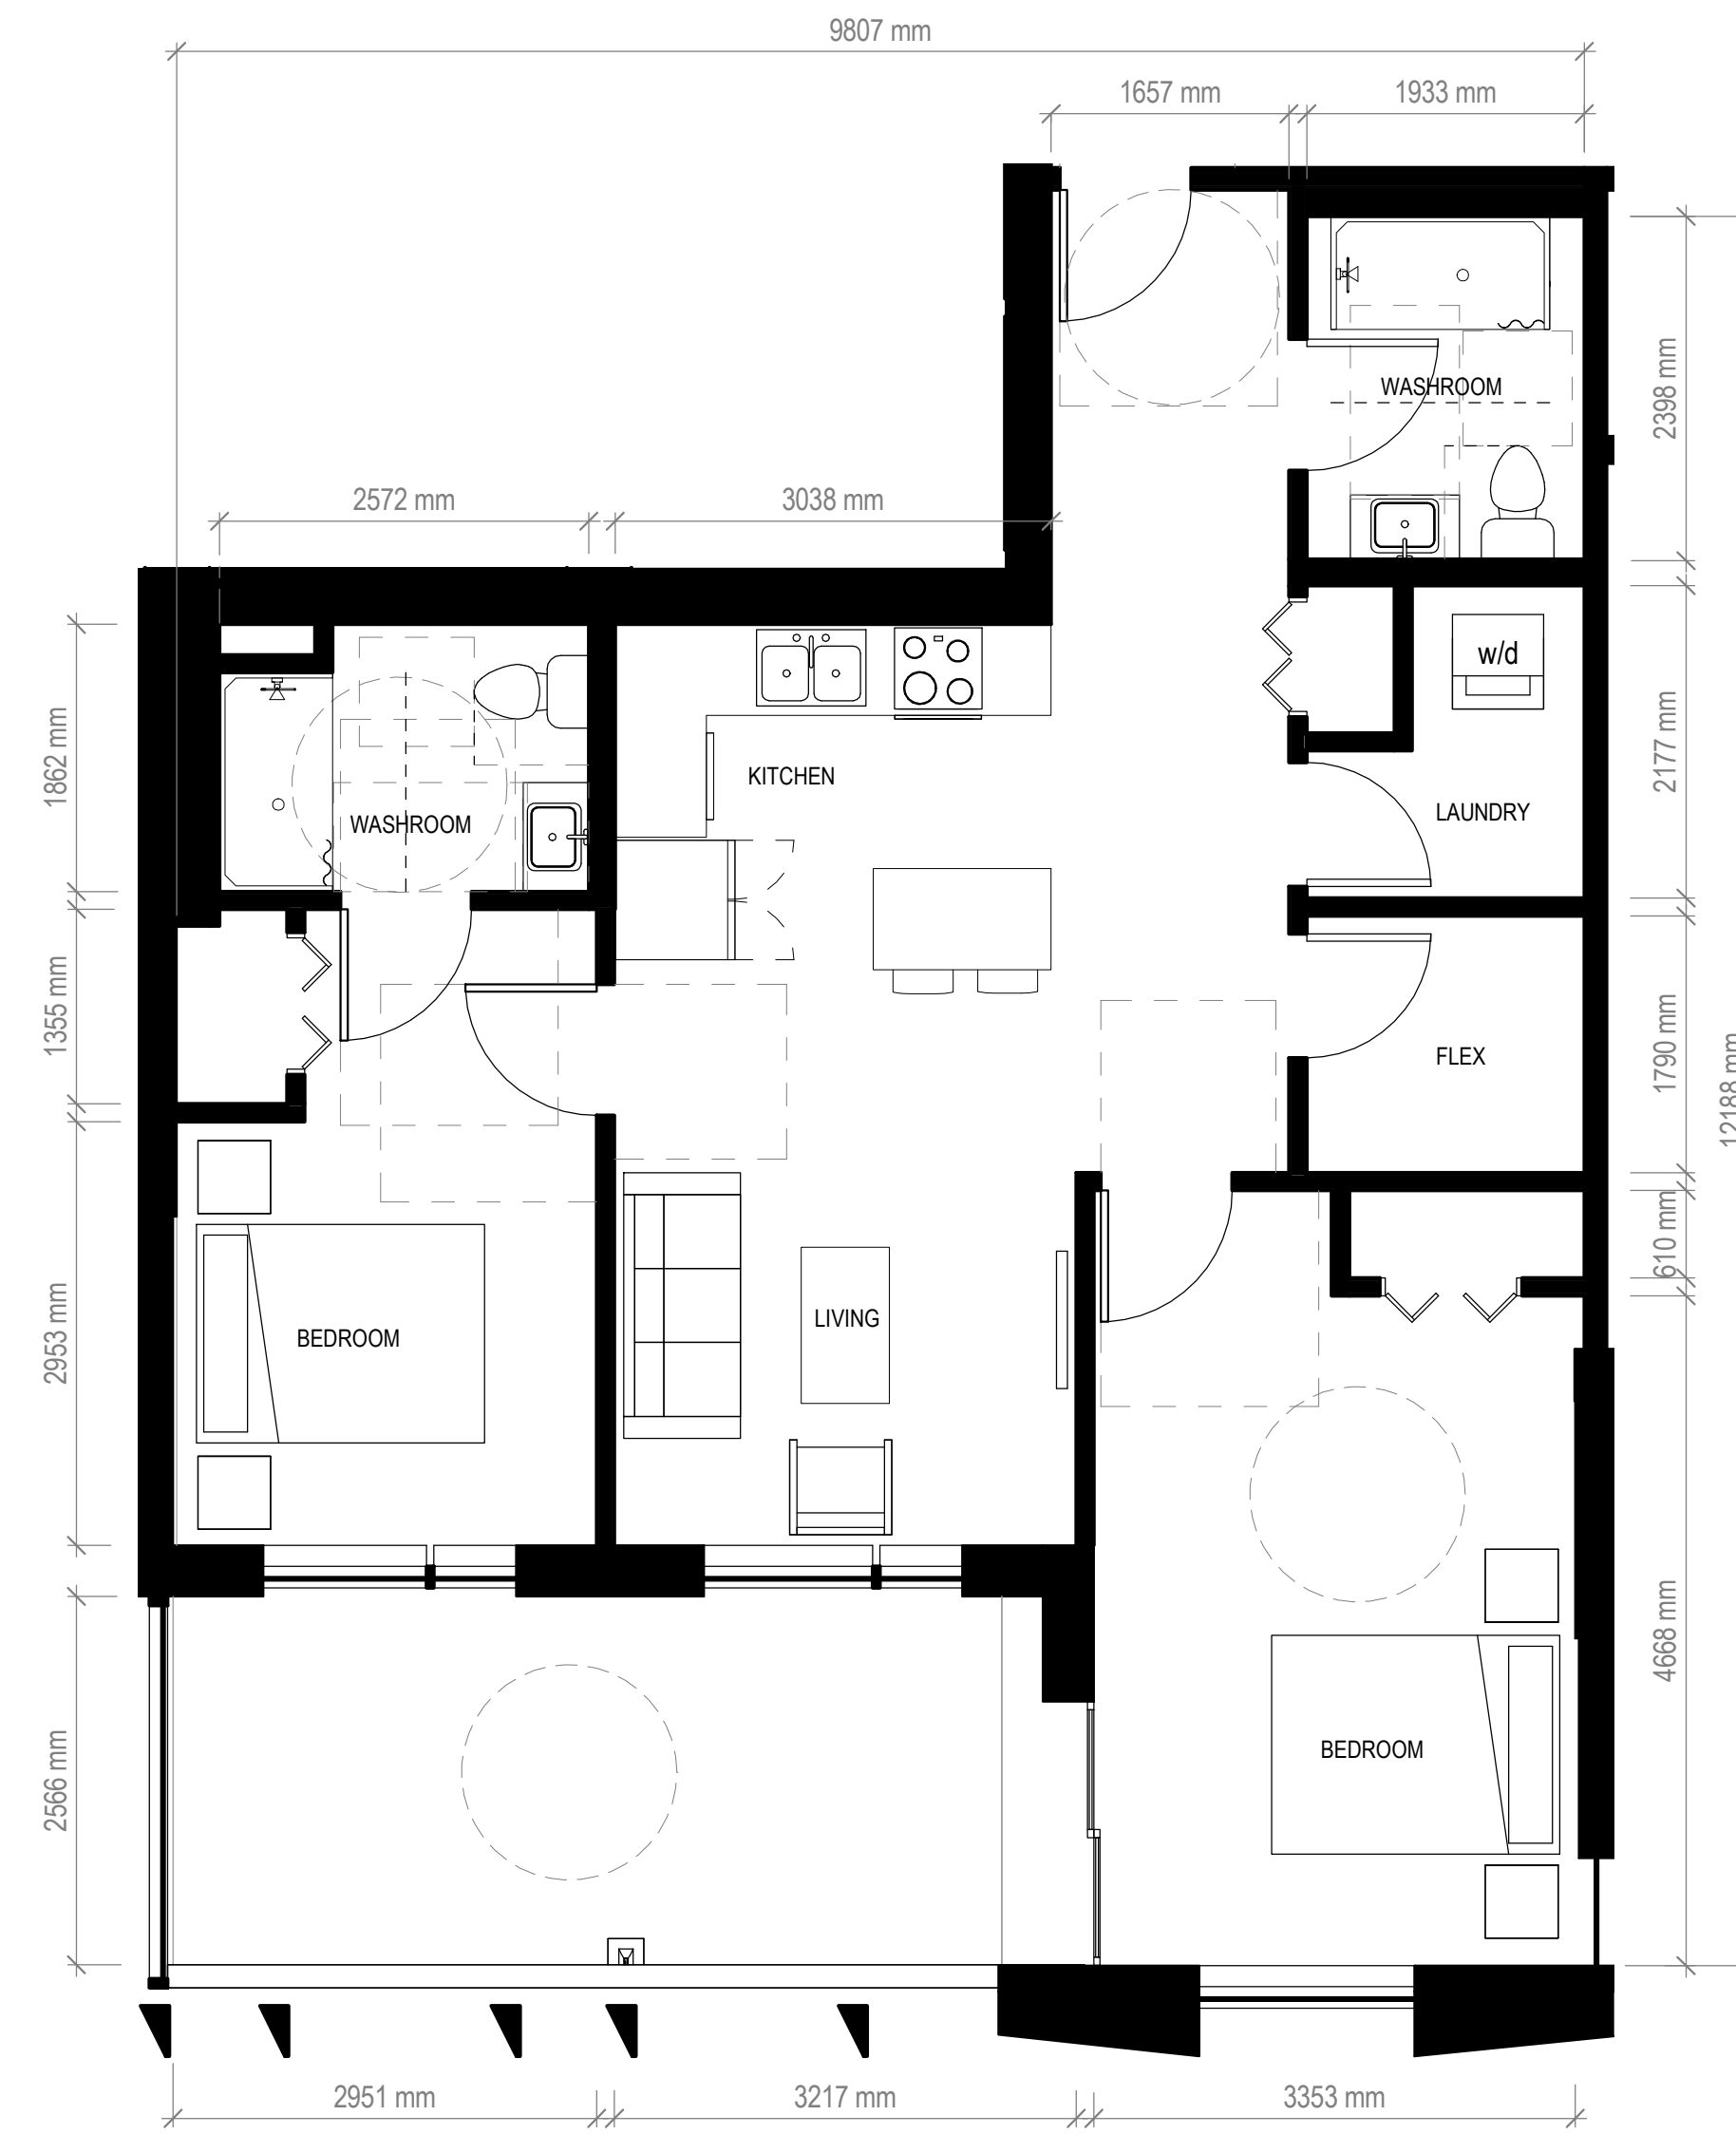 9807 mm
1657 mm
1933 mm
2572 mm
3038 mm
2398 mm
WASHROOM
w/d
2177 mm
1862 mm
KITCHEN
LAUNDRY
WASHROOM
1355 mm
1790 mm
FLEX
12188 mm
610 mm
2953 mm
LIVING
BEDROOM
4668 mm
BEDROOM
2566 mm
2951 mm
3217 mm
3353 mm